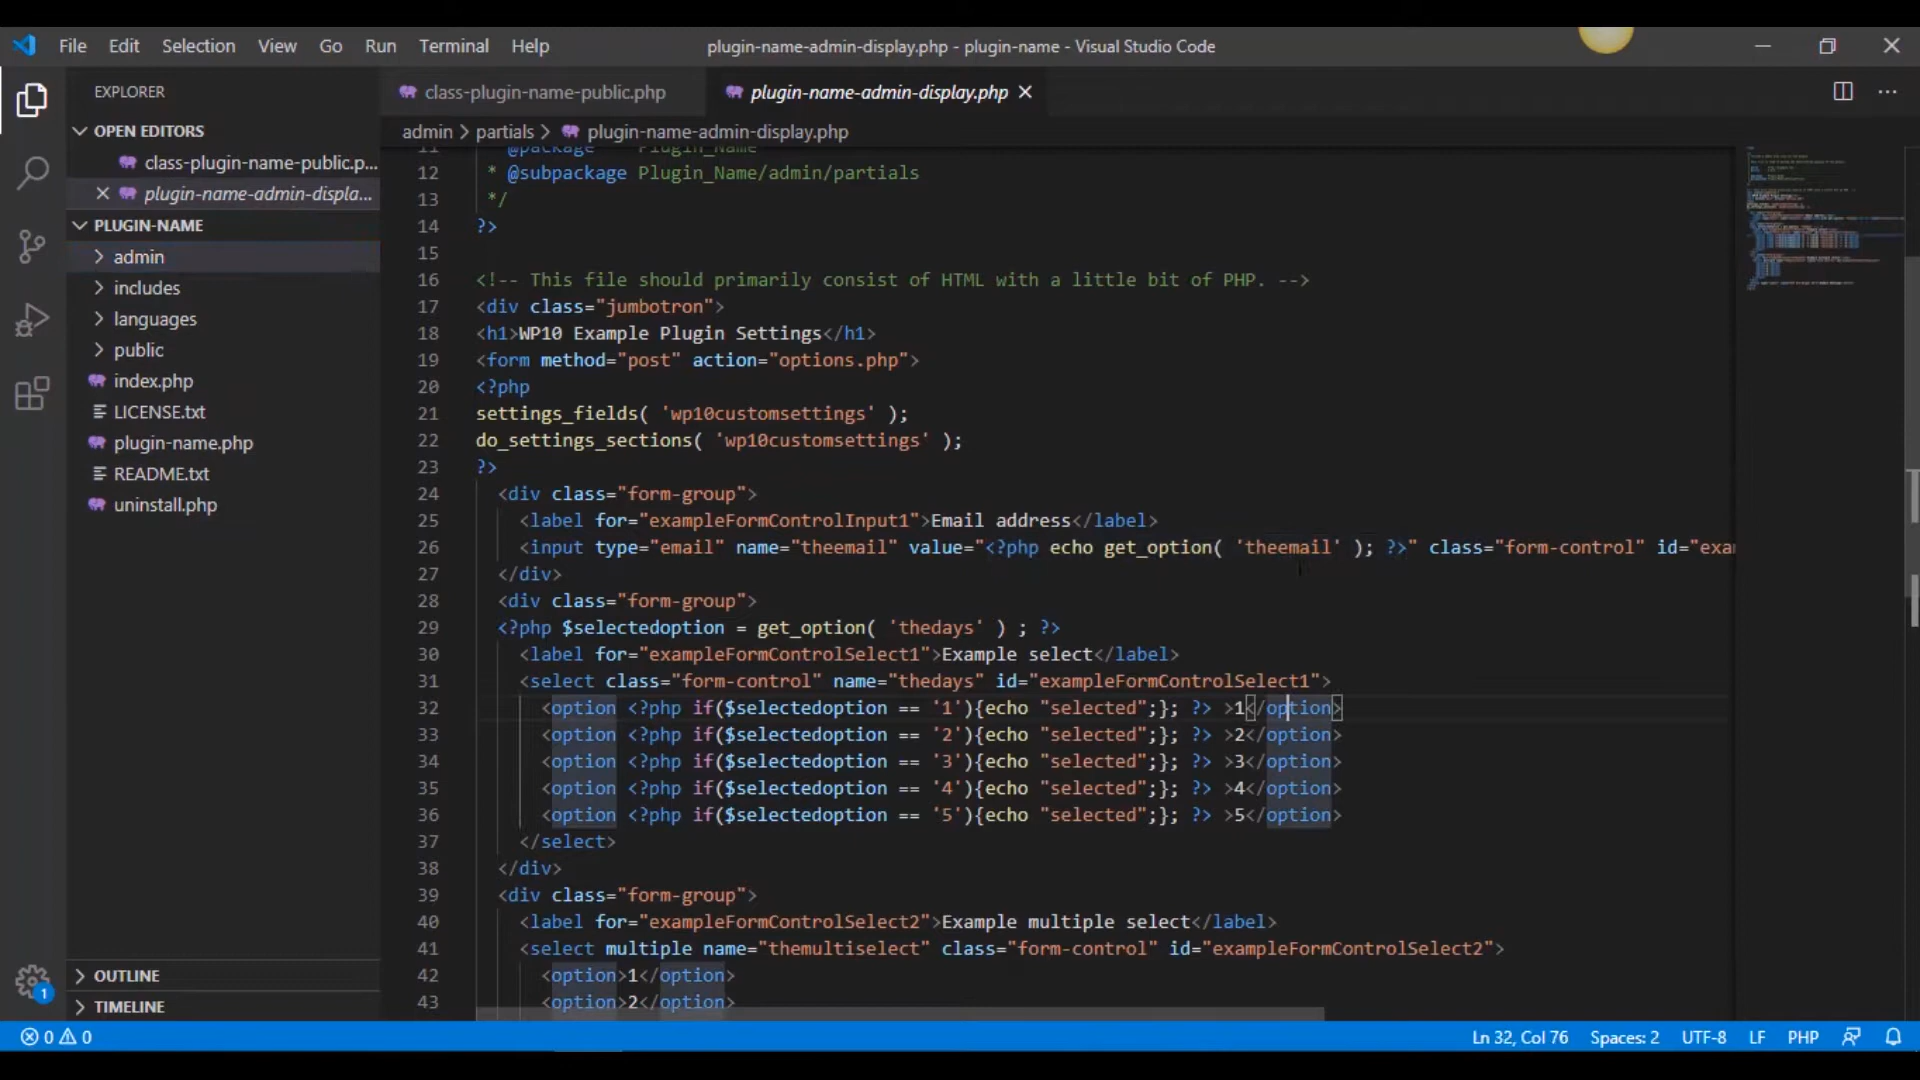 File Edit Selection View Go Run Terminal Help
plugin-name-admin-display.php - plugin-name - Visual Studio Code
EXPLORER
OPEN EDITORS
class-plugin-name-public.p...
plugin-name-admin-displa...
PLUGIN-NAME
admin
includes
languages
public
index.php
LICENSE.txt
plugin-name.php
README.txt
uninstall.php
OUTLINE
TIMELINE
1
class-plugin-name-public.php
plugin-name-admin-display.php
admin > partials > plugin-name-admin-display.php
11 * @package Plugin_Name
12 * @subpackage Plugin_Name/admin/partials
13 */
14 ?>
15
16 <!-- This file should primarily consist of HTML with a little bit of PHP. -->
17 <div class="jumbotron">
18 <h1>WP10 Example Plugin Settings</h1>
19 <form method="post" action="options.php">
20 <?php
21 settings_fields( 'wp10customsettings' );
22 do_settings_sections( 'wp10customsettings' );
23 ?>
24 <div class="form-group">
25 <label for="exampleFormControlInput1">Email address</label>
26 <input type="email" name="theemail" value="<?php echo get_option( 'theemail' ); ?>" class="form-control" id="exa
27 </div>
28 <div class="form-group">
29 <?php $selectedoption = get_option( 'thedays' ) ; ?>
30 <label for="exampleFormControlSelect1">Example select</label>
31 <select class="form-control" name="thedays" id="exampleFormControlSelect1">
32 <option <?php if($selectedoption == '1'){echo "selected";}; ?> >1</option>
33 <option <?php if($selectedoption == '2'){echo "selected";}; ?> >2</option>
34 <option <?php if($selectedoption == '3'){echo "selected";}; ?> >3</option>
35 <option <?php if($selectedoption == '4'){echo "selected";}; ?> >4</option>
36 <option <?php if($selectedoption == '5'){echo "selected";}; ?> >5</option>
37 </select>
38 </div>
39 <div class="form-group">
40 <label for="exampleFormControlSelect2">Example multiple select</label>
41 <select multiple name="themultiselect" class="form-control" id="exampleFormControlSelect2">
42 <option>1</option>
43 <option>2</option>
0 0
Ln 32, Col 76 Spaces: 2 UTF-8 LF PHP